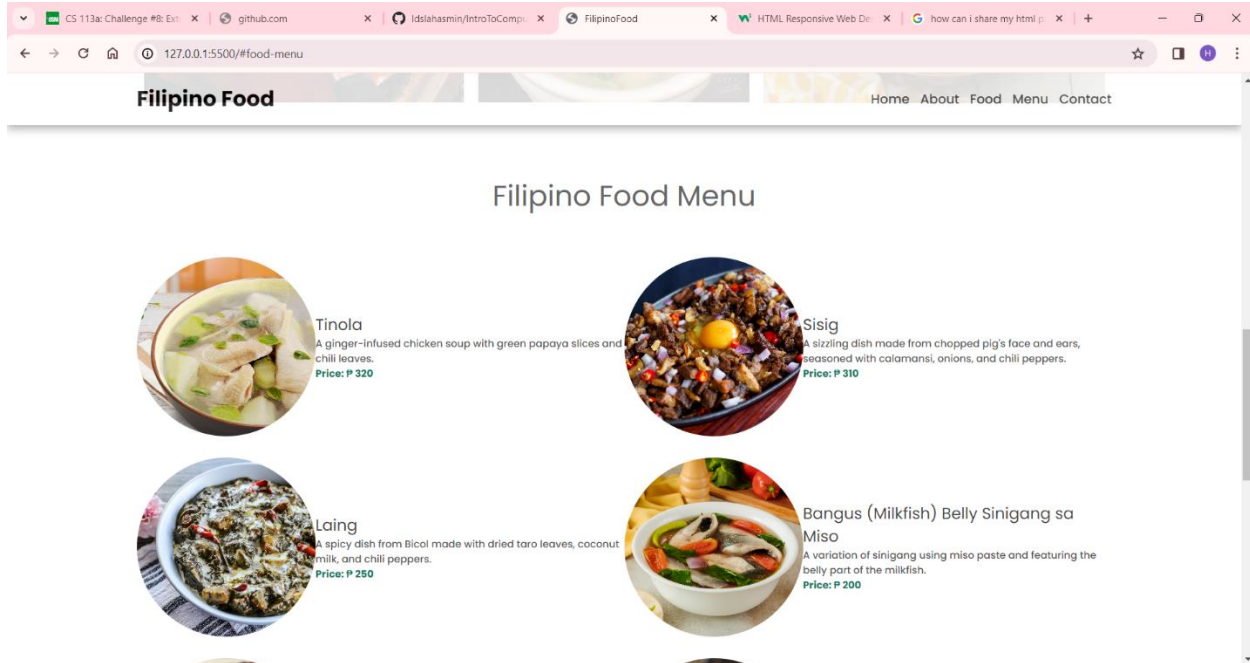 CS 113a: Challenge #8: Ext
github.com
Idslahasmin/IntroToCompu
FilipinoFood
HTML Responsive Web De
how can i share my html p
127.0.0.1:5500/#food-menu
H
Filipino Food
Home About Food Menu Contact
Filipino Food Menu
Tinola
A ginger-infused chicken soup with green papaya slices and
chili leaves.
Price: ₱ 320
Sisig
A sizzling dish made from chopped pig's face and ears,
seasoned with calamansi, onions, and chili peppers.
Price: ₱ 310
Laing
A spicy dish from Bicol made with dried taro leaves, coconut
milk, and chili peppers.
Price: ₱ 250
Bangus (Milkfish) Belly Sinigang sa
Miso
A variation of sinigang using miso paste and featuring the
belly part of the milkfish.
Price: ₱ 200